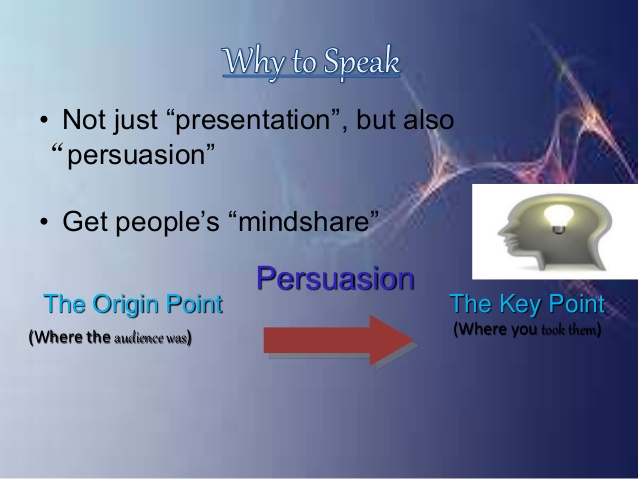 Why to Speak
• Not just “presentation”, but also
“persuasion”
• Get people’s “mindshare”
Persuasion
The Origin Point
The Key Point
(Where the audience was)
(Where you took them)